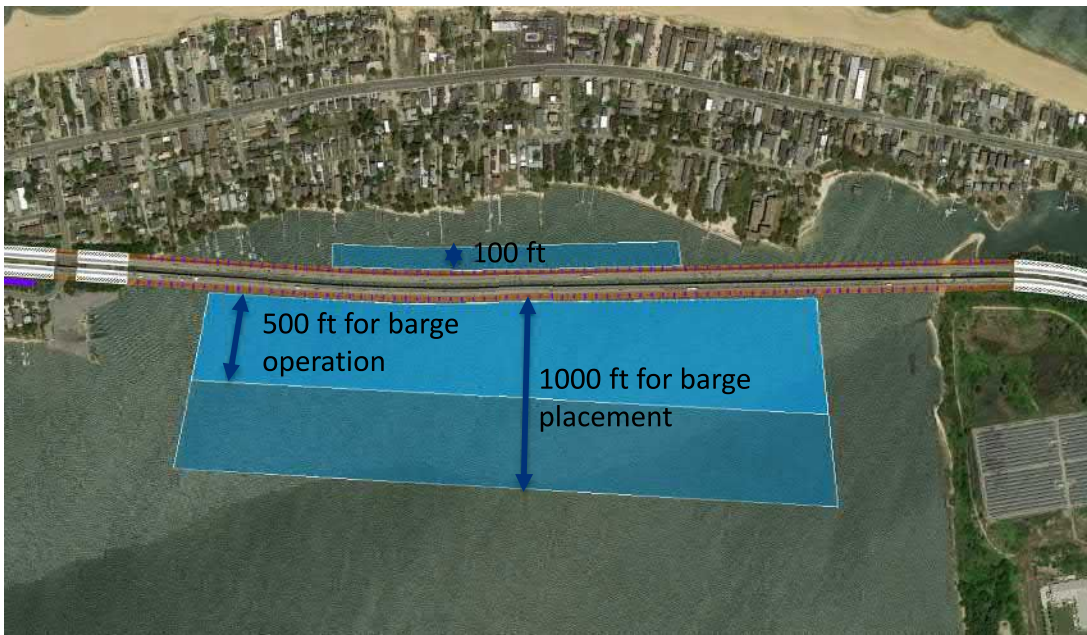 100 ft
500 ft for barge
operation
1000 ft for barge
placement